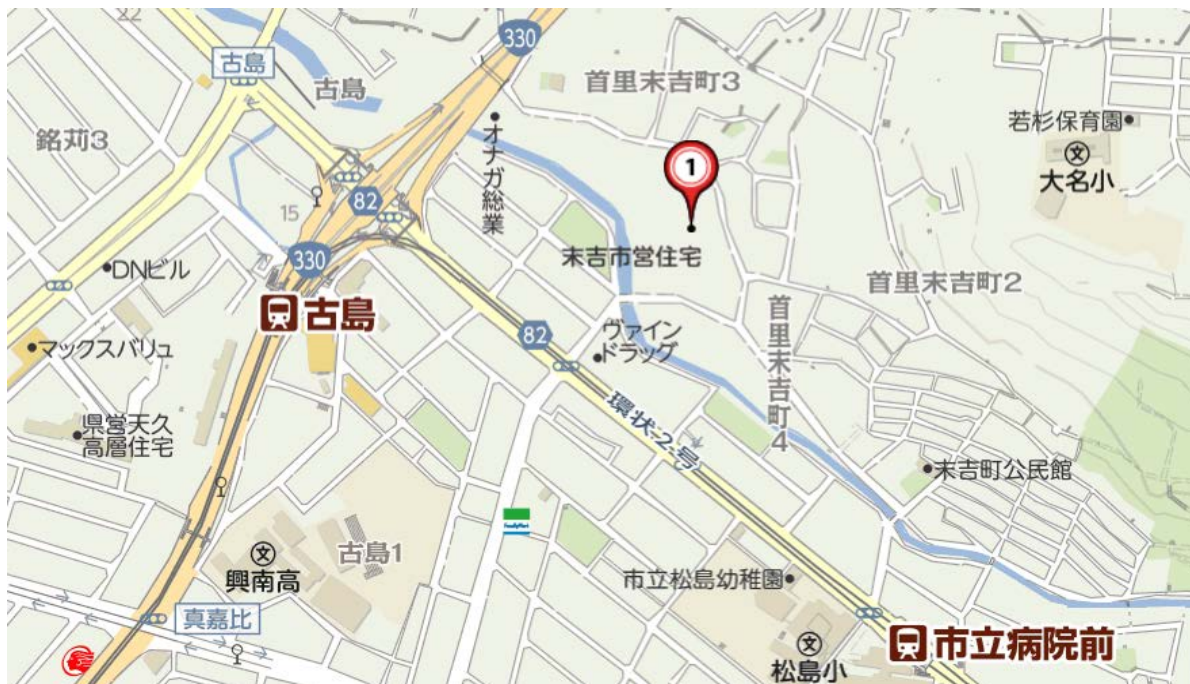 22
330
古島
古島
首里末吉町3
若杉保育園
銘苅3
オナガ総業
1
文
大名小
82
15
末吉市営住宅
330
DNビル
首里末吉町2
古島
首里末吉町4
82
ヴァイン
ドラッグ
マックスバリュ
環状2号
県営天久
高層住宅
末吉町公民館
FamilyMart
文
古島1
興南高
市立松島幼稚園
真嘉比
文
松島小
市立病院前